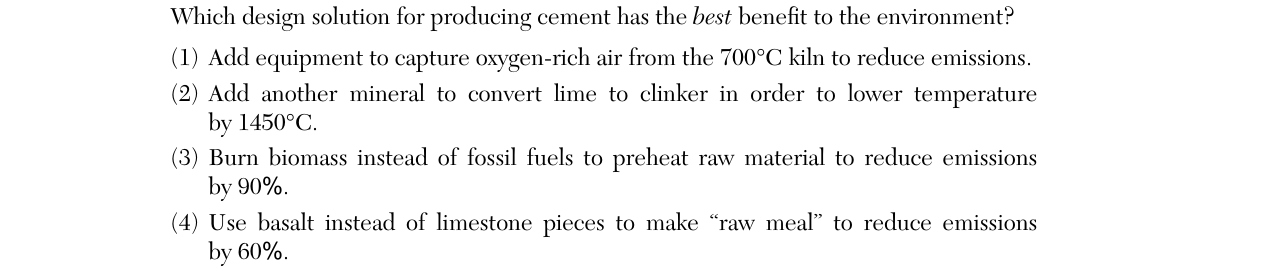 Which design solution for producing cement has the best benefit to the environment?
(1) Add equipment to capture oxygen-rich air from the 700°C kiln to reduce emissions.
(2) Add another mineral to convert lime to clinker in order to lower temperature
by 1450°C.
(3) Burn biomass instead of fossil fuels to preheat raw material to reduce emissions
by 90%.
(4) Use basalt instead of limestone pieces to make “raw meal” to reduce emissions
by 60%.